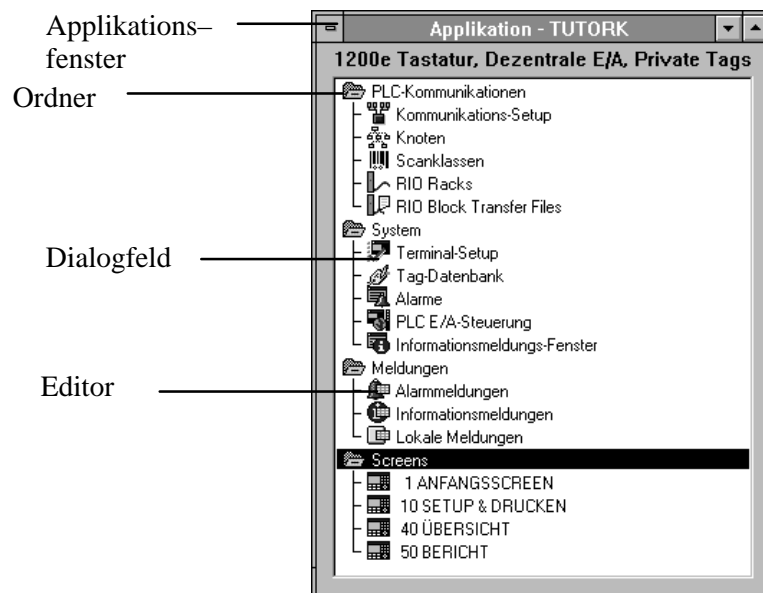 Applikations–
fenster
Ordner
Dialogfeld
Editor
Applikation - TUTORK
1200e Tastatur, Dezentrale E/A, Private Tags
PLC-Kommunikationen
Kommunikations-Setup
Knoten
Scanklassen
RIO Racks
RIO Block Transfer Files
System
Terminal-Setup
Tag-Datenbank
Alarme
PLC E/A-Steuerung
Informationsmeldungs-Fenster
Meldungen
Alarmmeldungen
Informationsmeldungen
Lokale Meldungen
Screens
1 ANFANGSSCREEN
10 SETUP & DRUCKEN
40 ÜBERSICHT
50 BERICHT